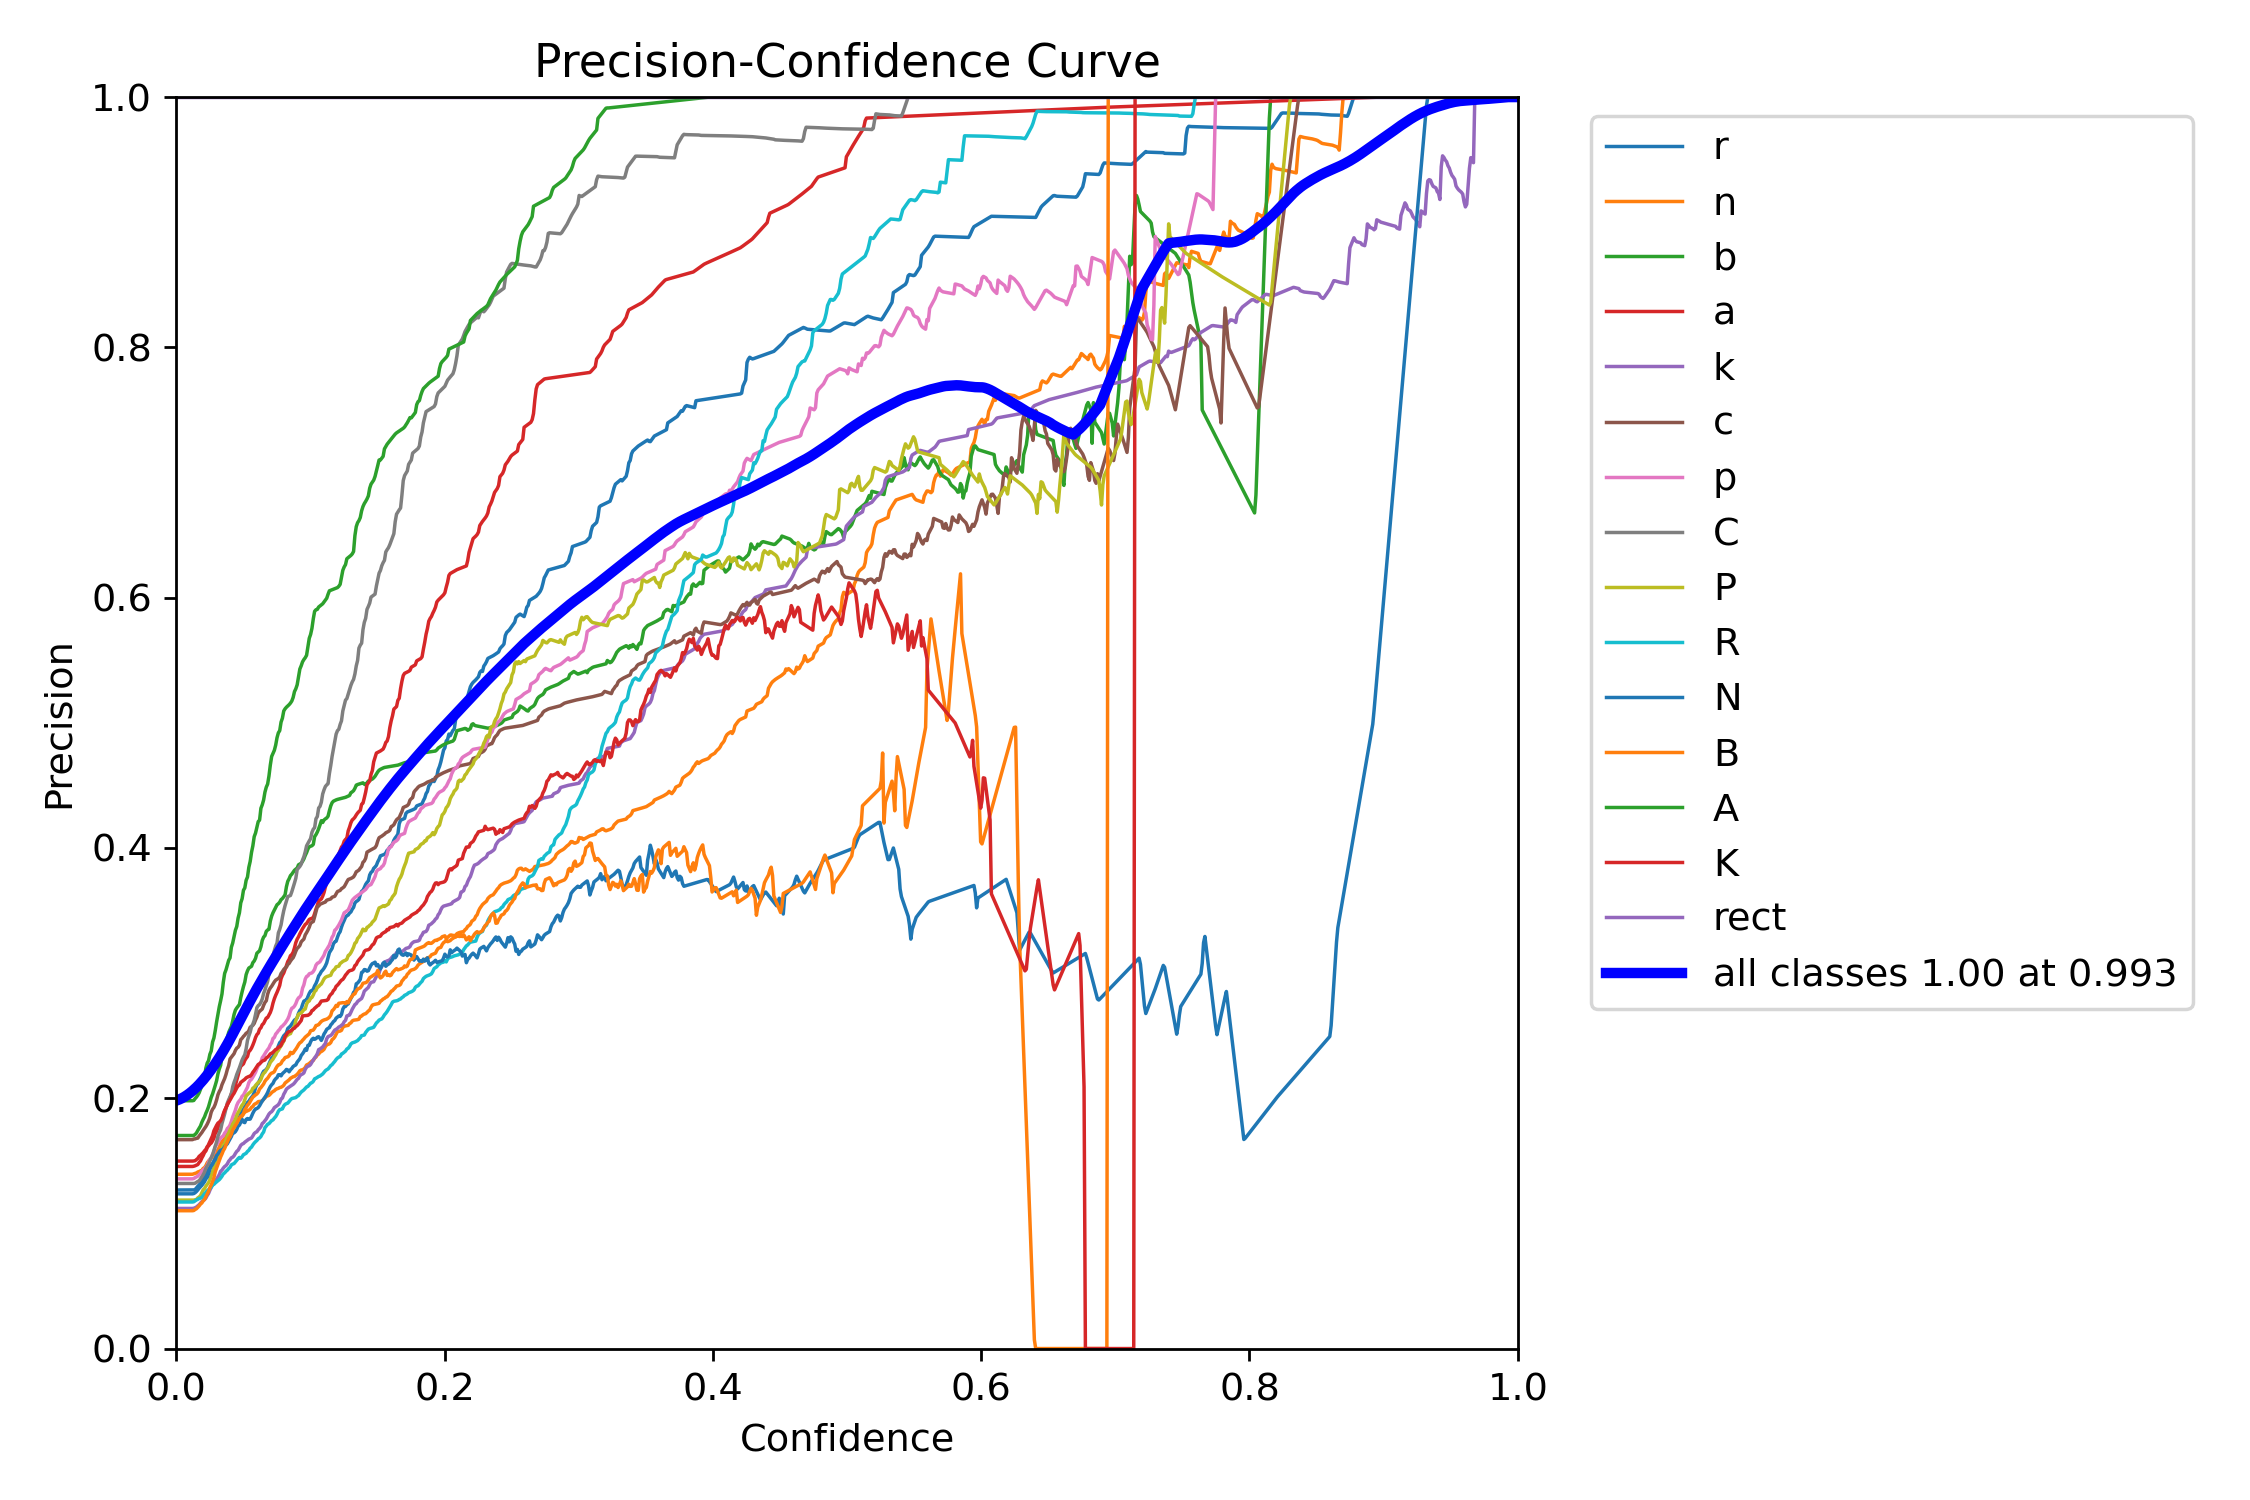 Precision-Confidence Curve
1.0
0.8
0.6
0.4
0.2
0.0
Precision
0.0 0.2 0.4 0.6 0.8 1.0
Confidence
r
n
b
a
k
c
p
C
P
R
N
B
A
K
rect
all classes 1.00 at 0.993